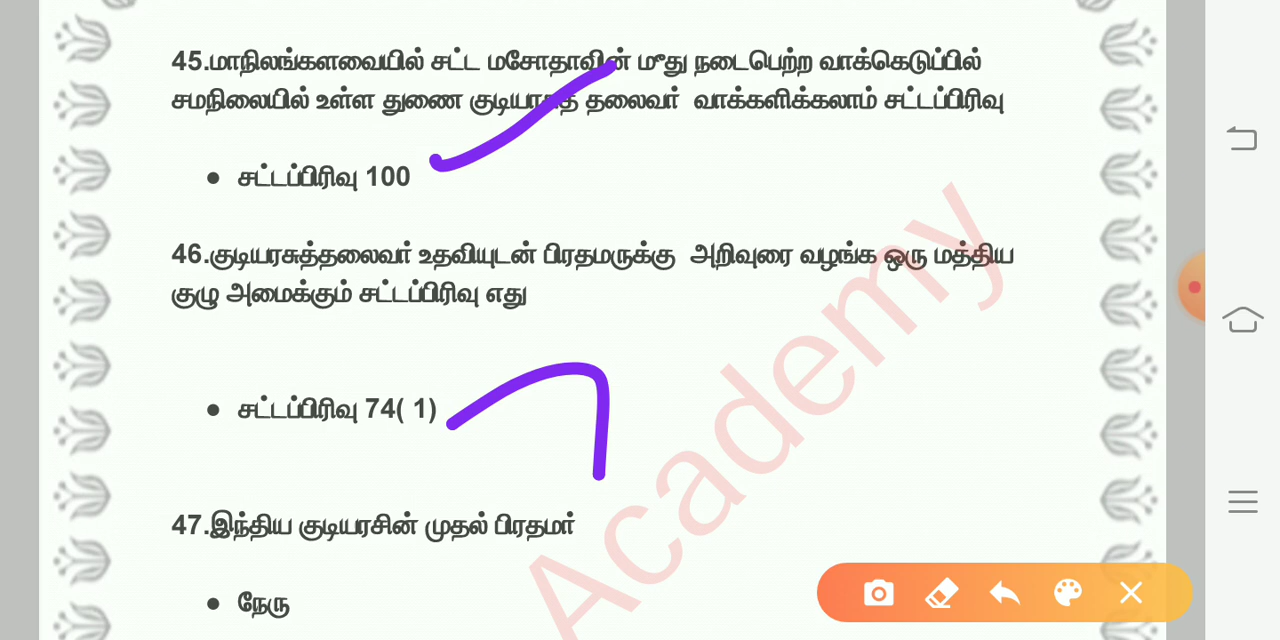 45.மாநிலங்களவையில் சட்ட மசோதாவின் மீது நடைபெற்ற வாக்கெடுப்பில்
சமநிலையில் உள்ள துணை குடியரசுத் தலைவர் வாக்களிக்கலாம் சட்டப்பிரிவு
● சட்டப்பிரிவு 100
46.குடியரசுத்தலைவர் உதவியுடன் பிரதமருக்கு அறிவுரை வழங்க ஒரு மத்திய
குழு அமைக்கும் சட்டப்பிரிவு எது
● சட்டப்பிரிவு 74( 1)
47.இந்திய குடியரசின் முதல் பிரதமர்
● நேரு
Academy